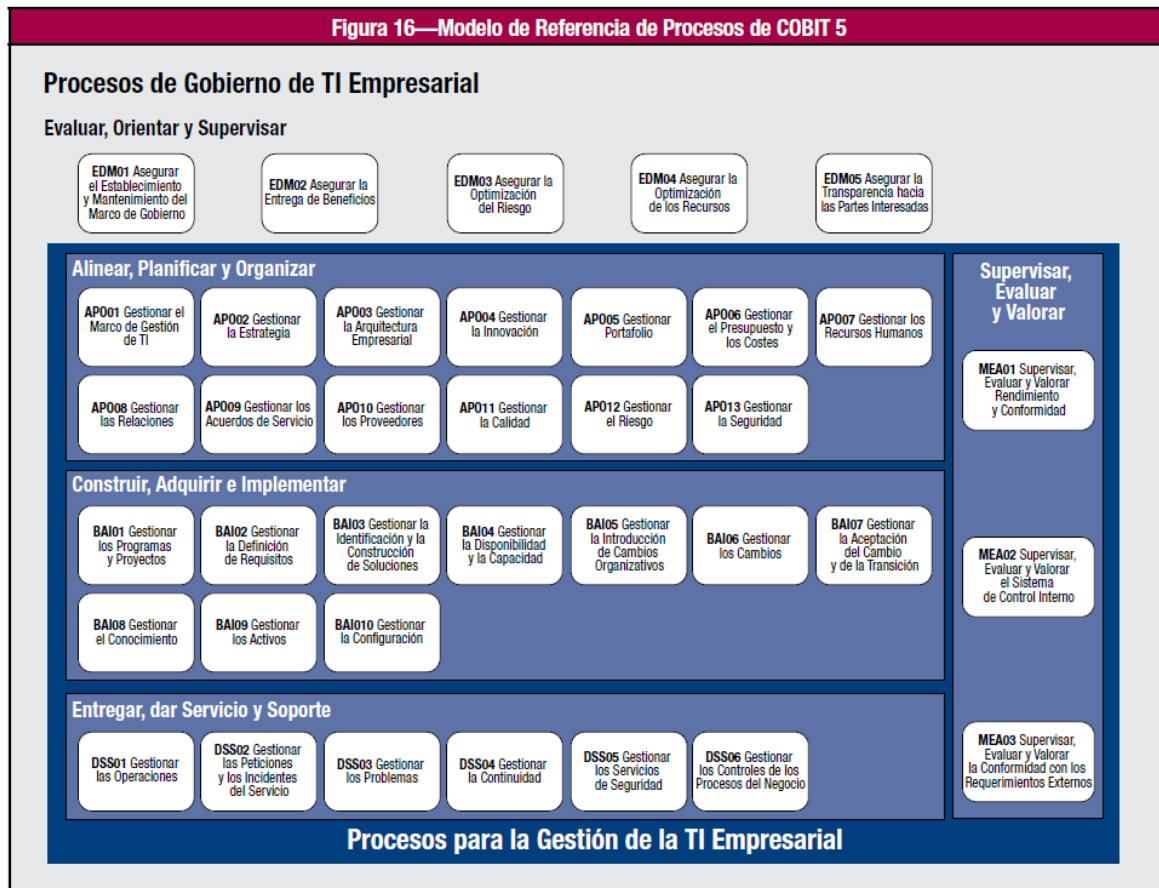 Figura 16—Modelo de Referencia de Procesos de COBIT 5
Procesos de Gobierno de TI Empresarial
Evaluar, Orientar y Supervisar
EDM01 Asegurar
el Establecimiento
y Mantenimiento del
Marco de Gobierno
EDM02 Asegurar la
Entrega de Beneficios
EDM03 Asegurar la
Optimización
del Riesgo
EDM04 Asegurar la
Optimización
de los Recursos
EDM05 Asegurar la
Transparencia hacia
las Partes Interesadas
Alinear, Planificar y Organizar
APO01 Gestionar el
Marco de Gestión
de TI
APO02 Gestionar
la Estrategia
APO03 Gestionar
la Arquitectura
Empresarial
APO04 Gestionar
la Innovación
APO05 Gestionar
Portafolio
APO06 Gestionar
el Presupuesto y
los Costes
APO07 Gestionar los
Recursos Humanos
APO08 Gestionar
las Relaciones
APO09 Gestionar los
Acuerdos de Servicio
APO10 Gestionar
los Proveedores
APO11 Gestionar
la Calidad
APO12 Gestionar
el Riesgo
APO13 Gestionar
la Seguridad
Construir, Adquirir e Implementar
BAI01 Gestionar
los Programas
y Proyectos
BAI02 Gestionar
la Definición
de Requisitos
BAI03 Gestionar la
Identificación y la
Construcción
de Soluciones
BAI04 Gestionar
la Disponibilidad
y la Capacidad
BAI05 Gestionar
la Introducción
de Cambios
Organizativos
BAI06 Gestionar
los Cambios
BAI07 Gestionar
la Aceptación
del Cambio
y de la Transición
BAI08 Gestionar
el Conocimiento
BAI09 Gestionar
los Activos
BAI010 Gestionar
la Configuración
Entregar, dar Servicio y Soporte
DSS01 Gestionar
las Operaciones
DSS02 Gestionar
las Peticiones
y los Incidentes
del Servicio
DSS03 Gestionar
los Problemas
DSS04 Gestionar
la Continuidad
DSS05 Gestionar
los Servicios
de Seguridad
DSS06 Gestionar
los Controles de los
Procesos del Negocio
Supervisar,
Evaluar
y Valorar
MEA01 Supervisar,
Evaluar y Valorar
Rendimiento
y Conformidad
MEA02 Supervisar,
Evaluar y Valorar
el Sistema
de Control Interno
MEA03 Supervisar,
Evaluar y Valorar
la Conformidad con los
Requerimientos Externos
Procesos para la Gestión de la TI Empresarial